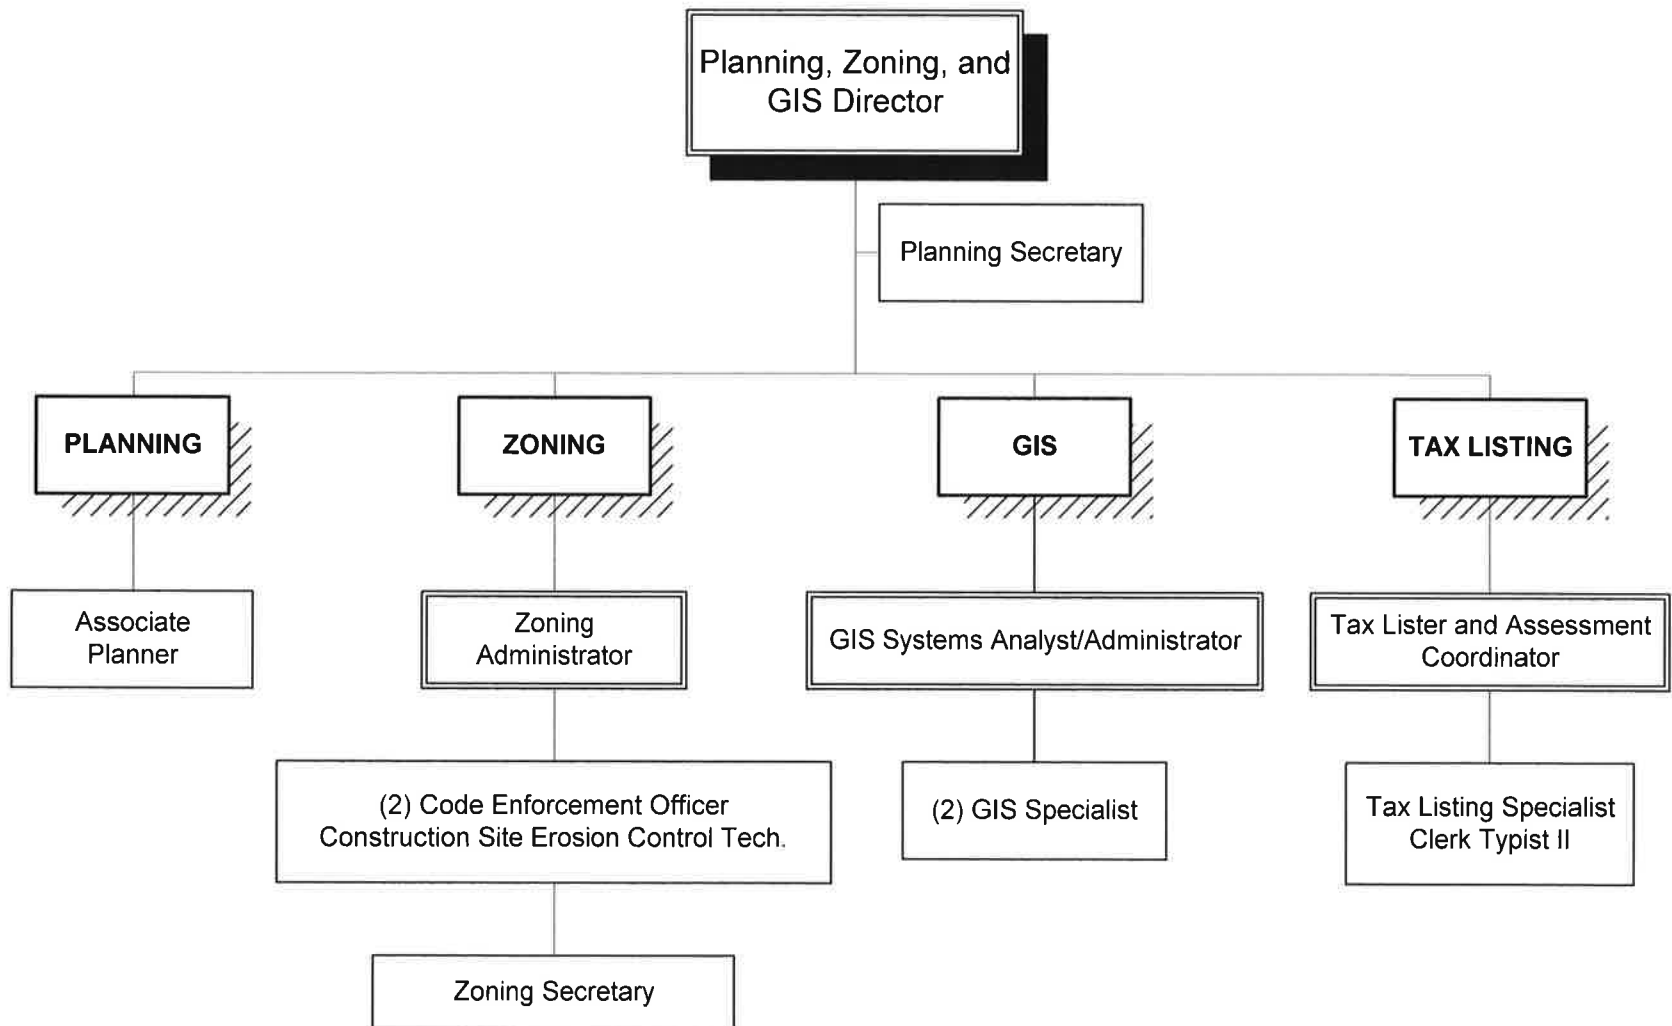 Planning, Zoning, and
GIS Director
Planning Secretary
PLANNING
ZONING
GIS
TAX LISTING
Associate
Planner
Zoning
Administrator
GIS Systems Analyst/Administrator
Tax Lister and Assessment
Coordinator
(2) Code Enforcement Officer
Construction Site Erosion Control Tech.
(2) GIS Specialist
Tax Listing Specialist
Clerk Typist II
Zoning Secretary